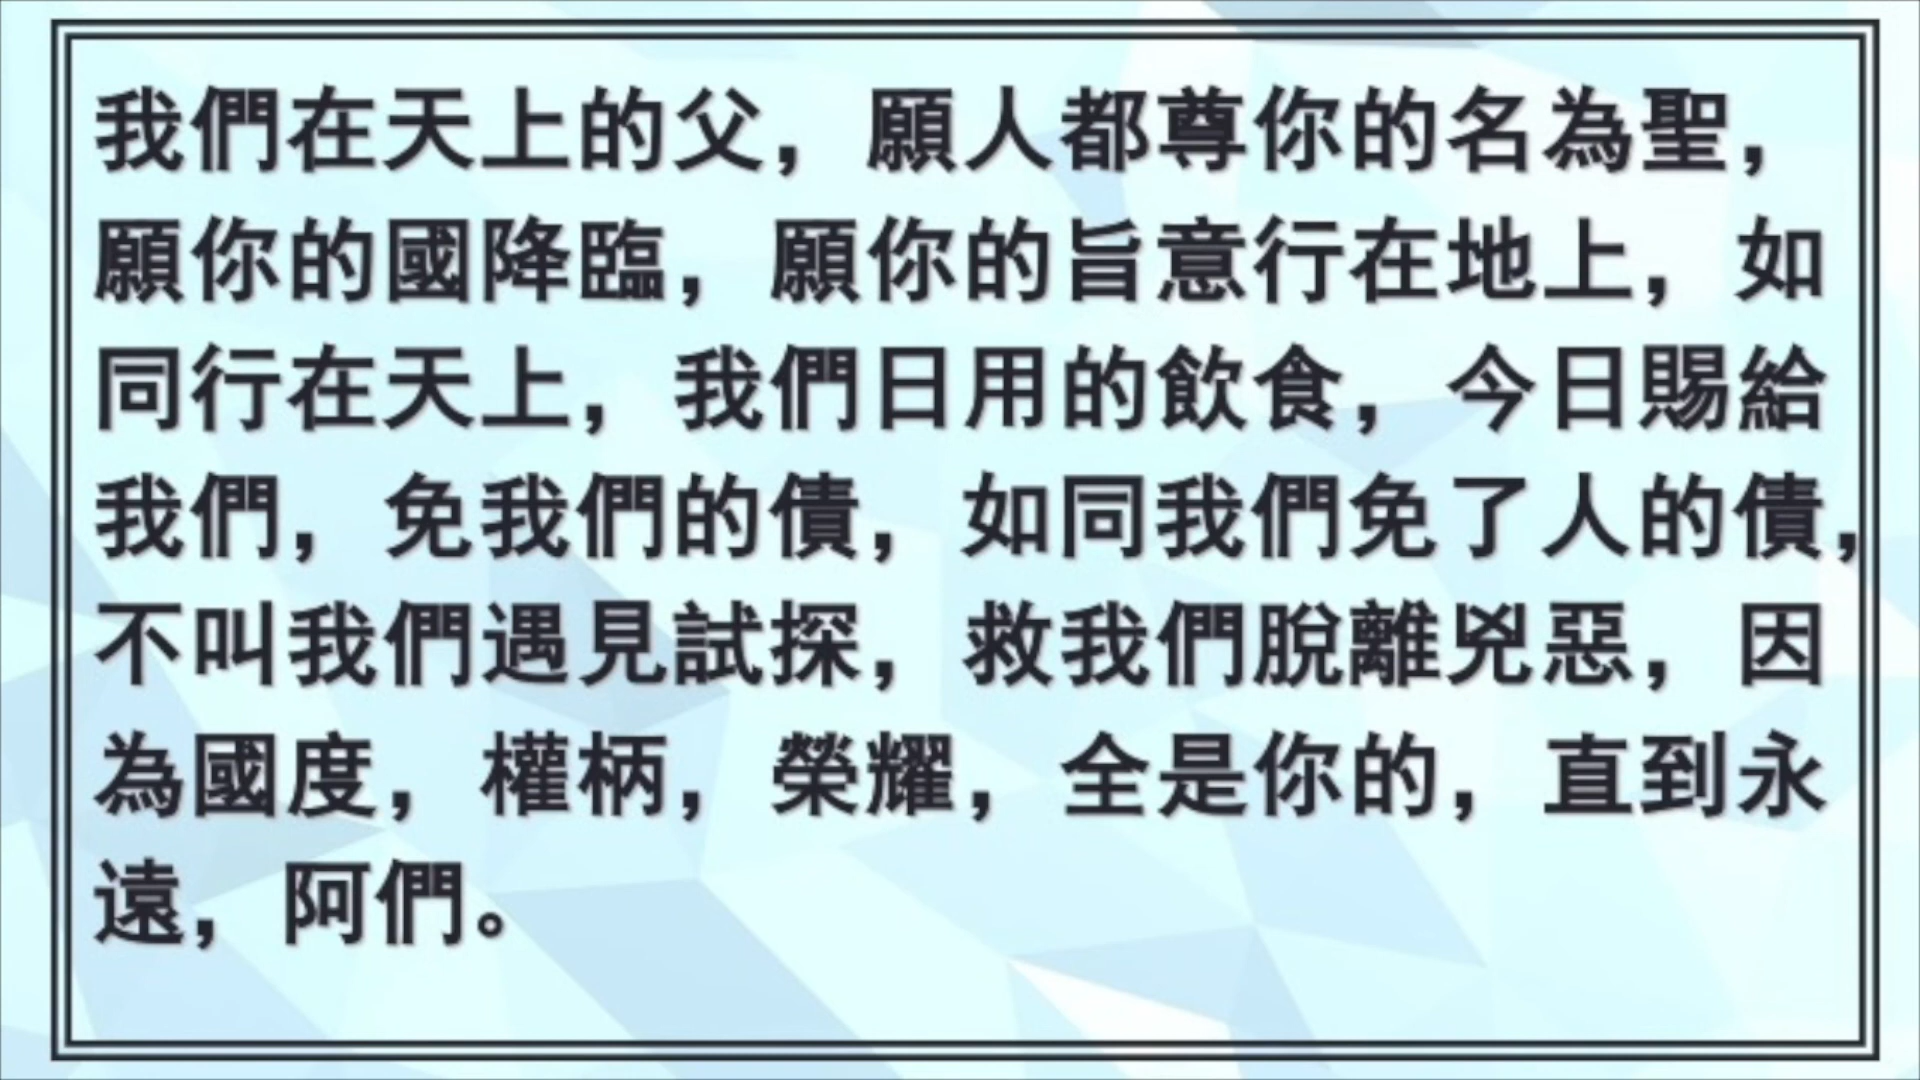 我們在天上的父，願人都尊你的名為聖，
願你的國降臨，願你的旨意行在地上，如
同行在天上，我們日用的飲食，今日賜給
我們，免我們的債，如同我們免了人的債，
不叫我們遇見試探，救我們脫離兇惡，因
為國度，權柄，榮耀，全是你的，直到永
遠，阿們。